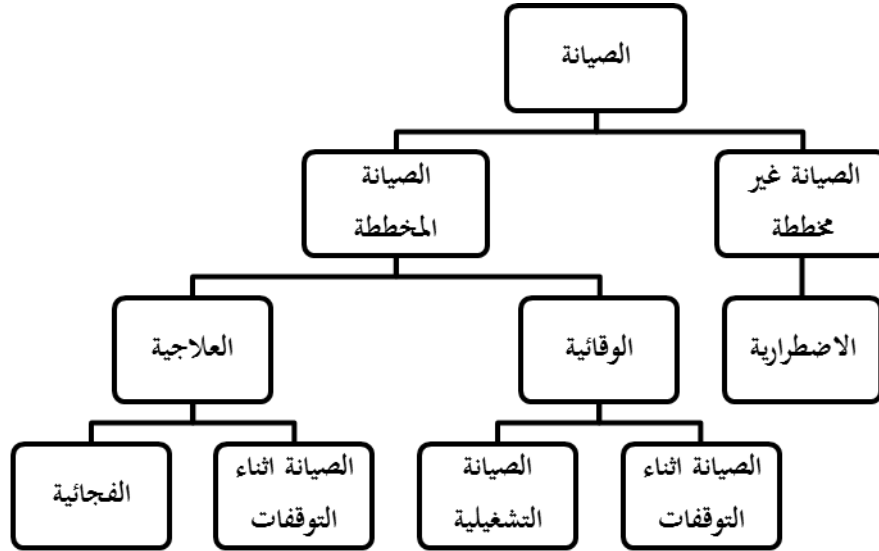 الصيانة
الصيانة غير
مخططة
الصيانة
المخططة
الاضطرارية
الوقائية
العلاجية
الصيانة اثناء
التوقفات
الصيانة
التشغيلية
الصيانة اثناء
التوقفات
الفجائية